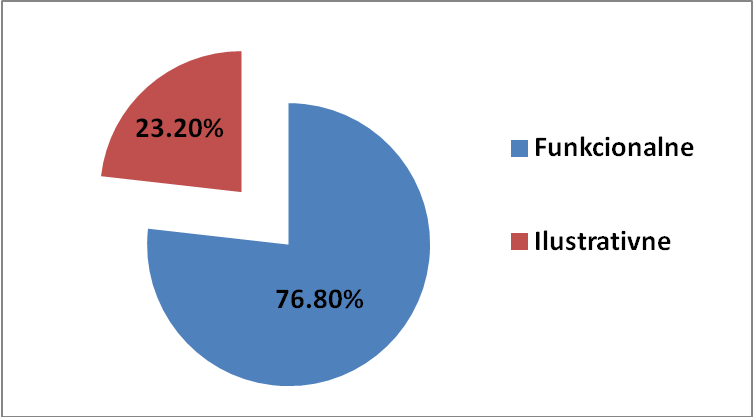 23.20%
Funkcionalne
Ilustrativne
76.80%